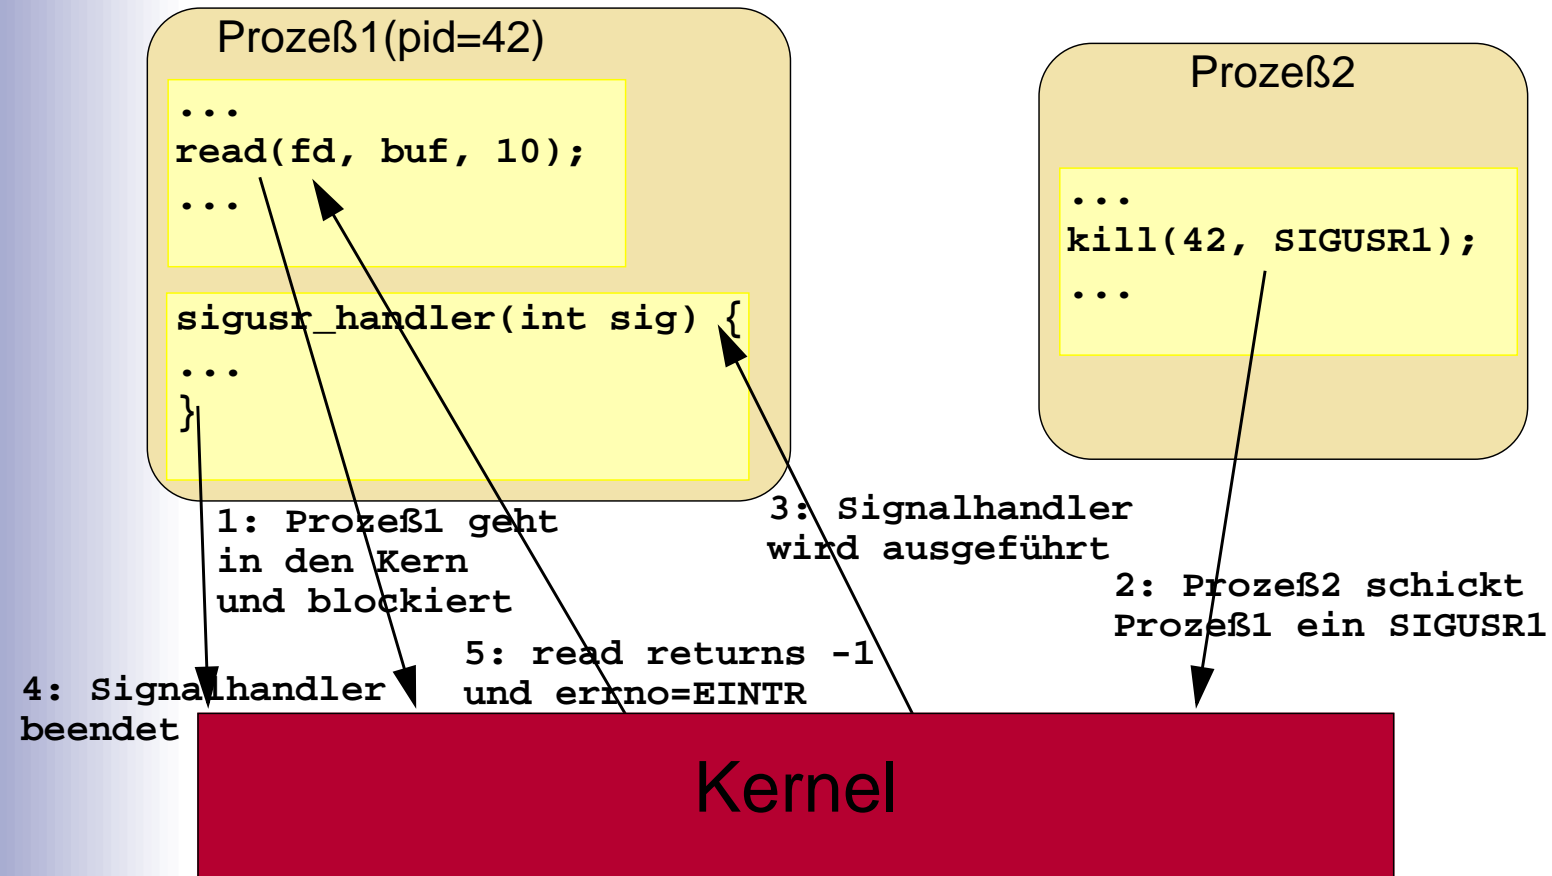 Prozeß1(pid=42)
...
read(fd, buf, 10);
...
sigusr_handler(int sig) {
...
}
Prozeß2
...
kill(42, SIGUSR1);
...
1: Prozeß1 geht
in den Kern
und blockiert
3: Signalhandler
wird ausgeführt
2: Prozeß2 schickt
Prozeß1 ein SIGUSR1
5: read returns -1
und errno=EINTR
4: Signalhandler
beendet
Kernel